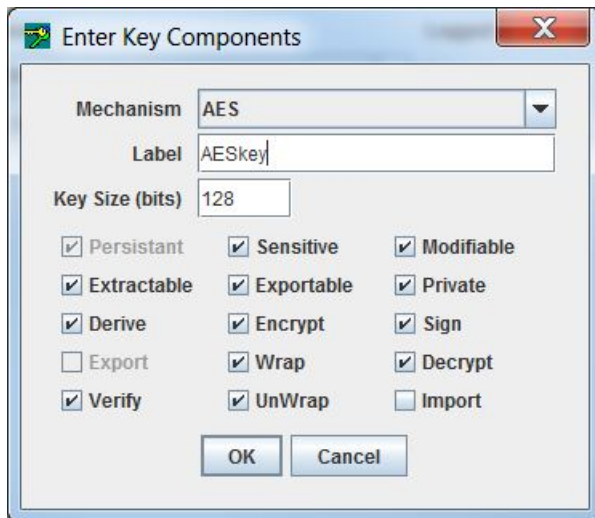 Enter Key Components
Mechanism AES
Label AESkey
Key Size (bits) 128
Persistant Sensitive Modifiable
Extractable Exportable Private
Derive Encrypt Sign
Export Wrap Decrypt
Verify UnWrap Import
OK Cancel